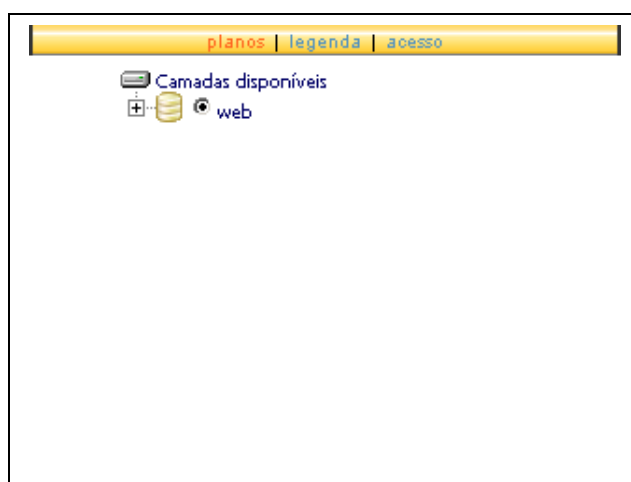 planos | legenda | acesso
Camadas disponíveis
web